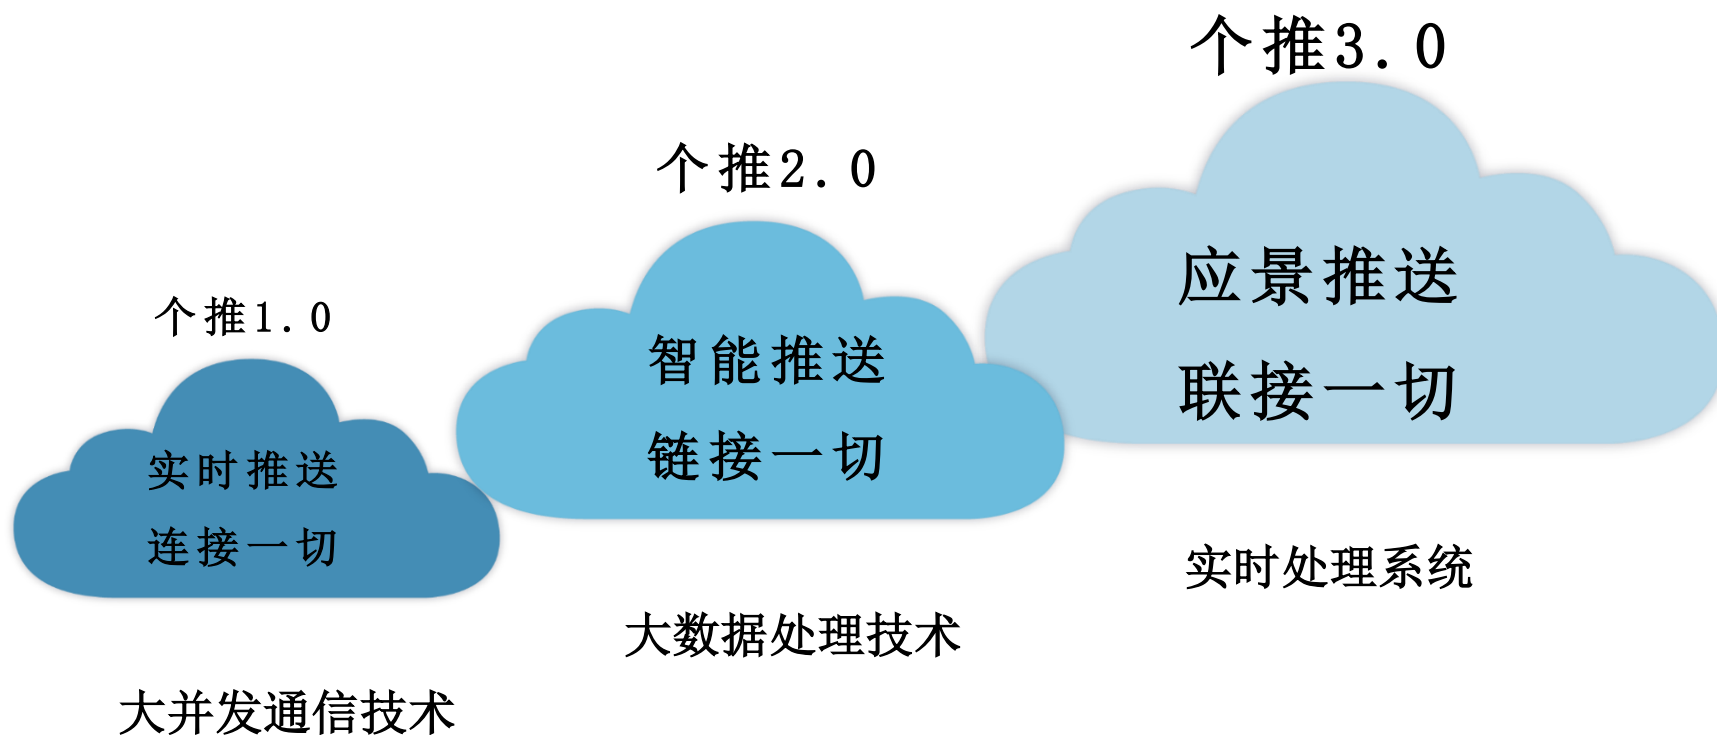 个推1.0
实时推送
连接一切
大并发通信技术
个推2.0
智能推送
链接一切
大数据处理技术
个推3.0
应景推送
联接一切
实时处理系统